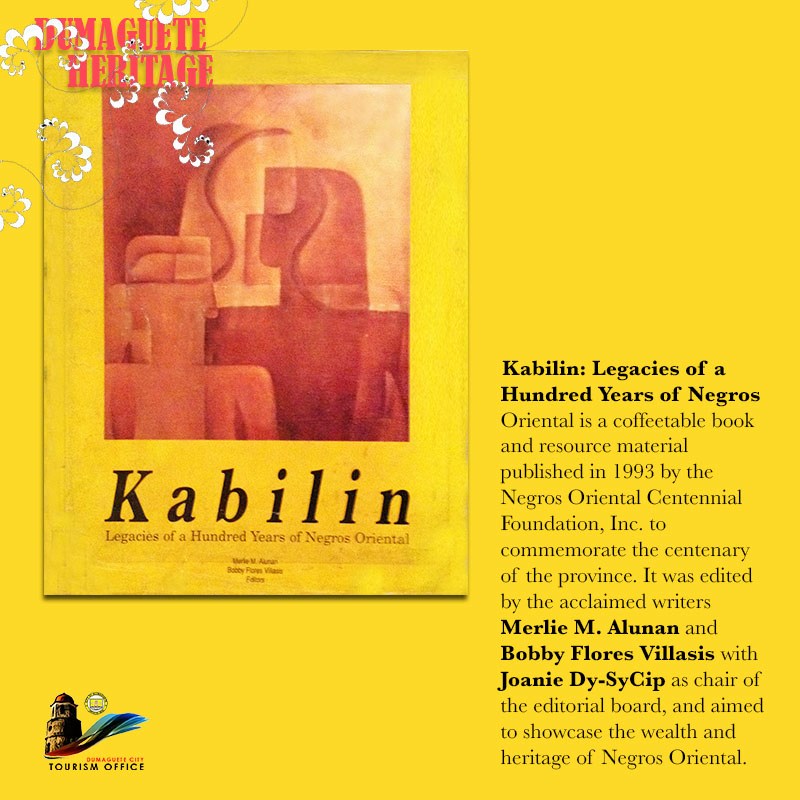 DUMAGUETE
HERITAGE
Kabilin
Legacies of a Hundred Years of Negros Oriental
Merlie M. Alunan
Bobby Flores Villasis
Editors
Kabilin: Legacies of a
Hundred Years of Negros
Oriental is a coffeetable book
and resource material
published in 1993 by the
Negros Oriental Centennial
Foundation, Inc. to
commemorate the centenary
of the province. It was edited
by the acclaimed writers
Merlie M. Alunan and
Bobby Flores Villasis with
Joanie Dy-SyCip as chair of
the editorial board, and aimed
to showcase the wealth and
heritage of Negros Oriental.
DUMAGUETE CITY
TOURISM OFFICE